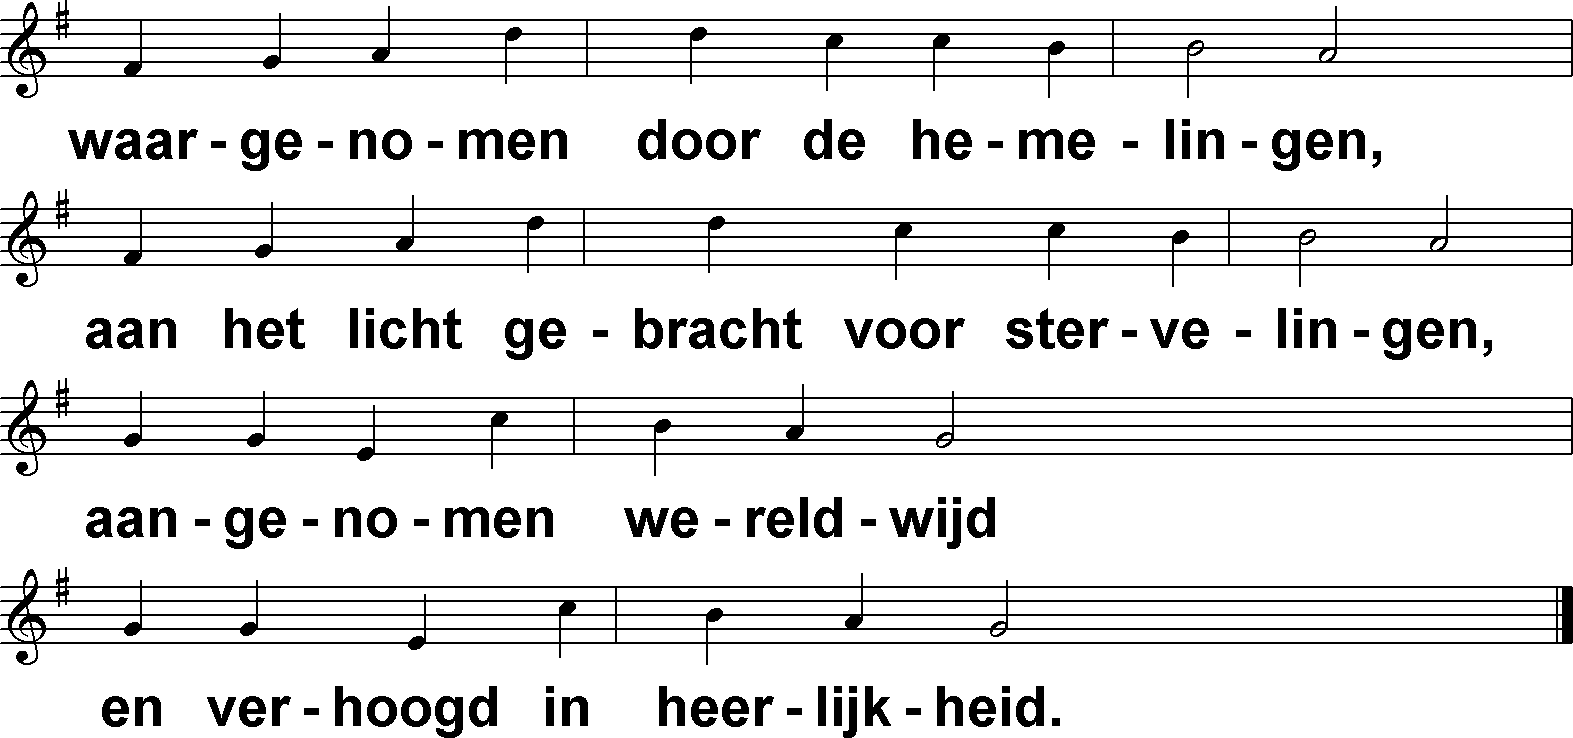 waar - ge - no - men door de he - me - lin - gen,
aan het licht ge - bracht voor ster - ve - lin - gen,
aan - ge - no - men we - reld - wijd
en ver - hoogd in heer - lijk - heid.